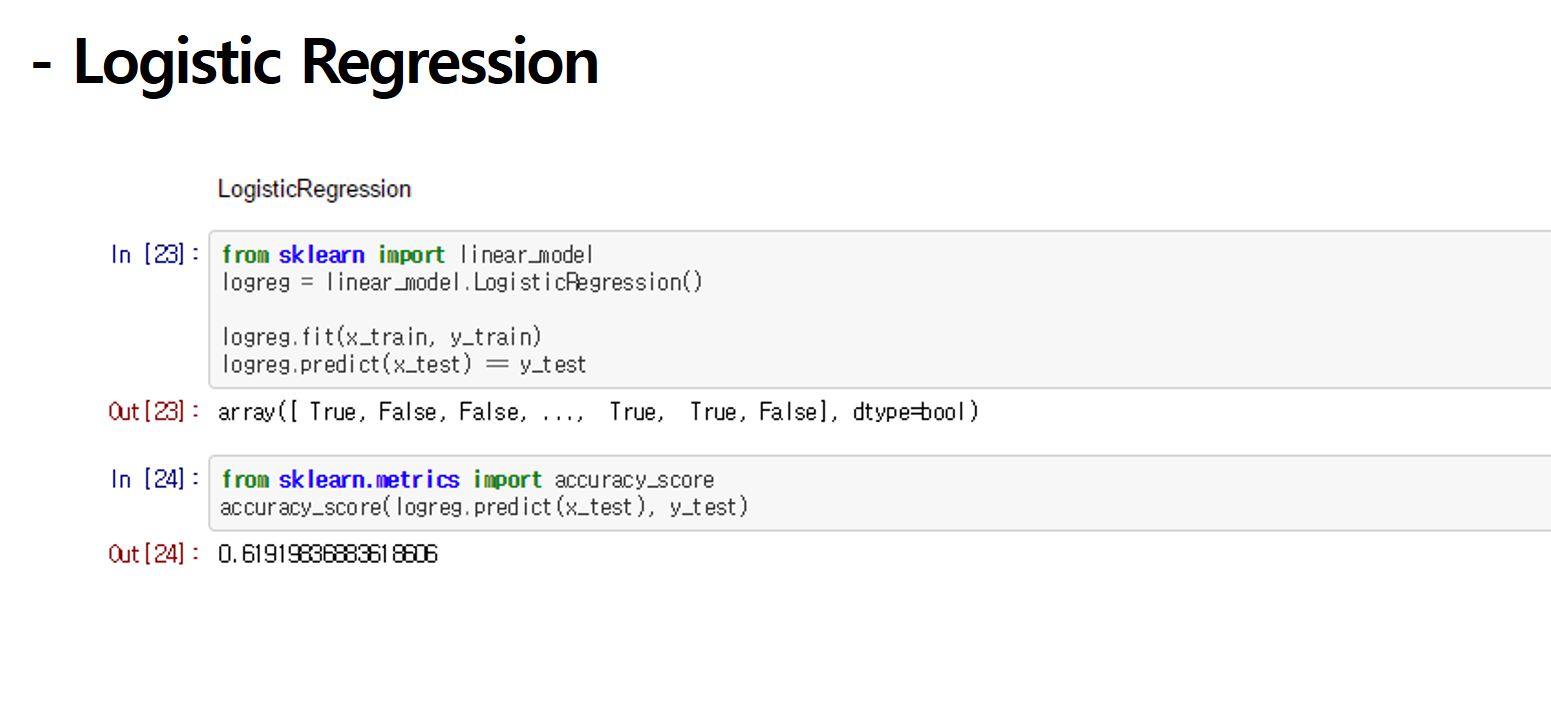 - Logistic Regression
LogisticRegression
In [23]: from sklearn import linear_model
logreg = linear_model.LogisticRegression()
logreg.fit(x_train, y_train)
logreg.predict(x_test) == y_test
Out[23]: array([ True, False, False, ..., True, True, False], dtype=bool)
In [24]: from sklearn.metrics import accuracy_score
accuracy_score(logreg.predict(x_test), y_test)
Out[24]: 0.61919836883618606